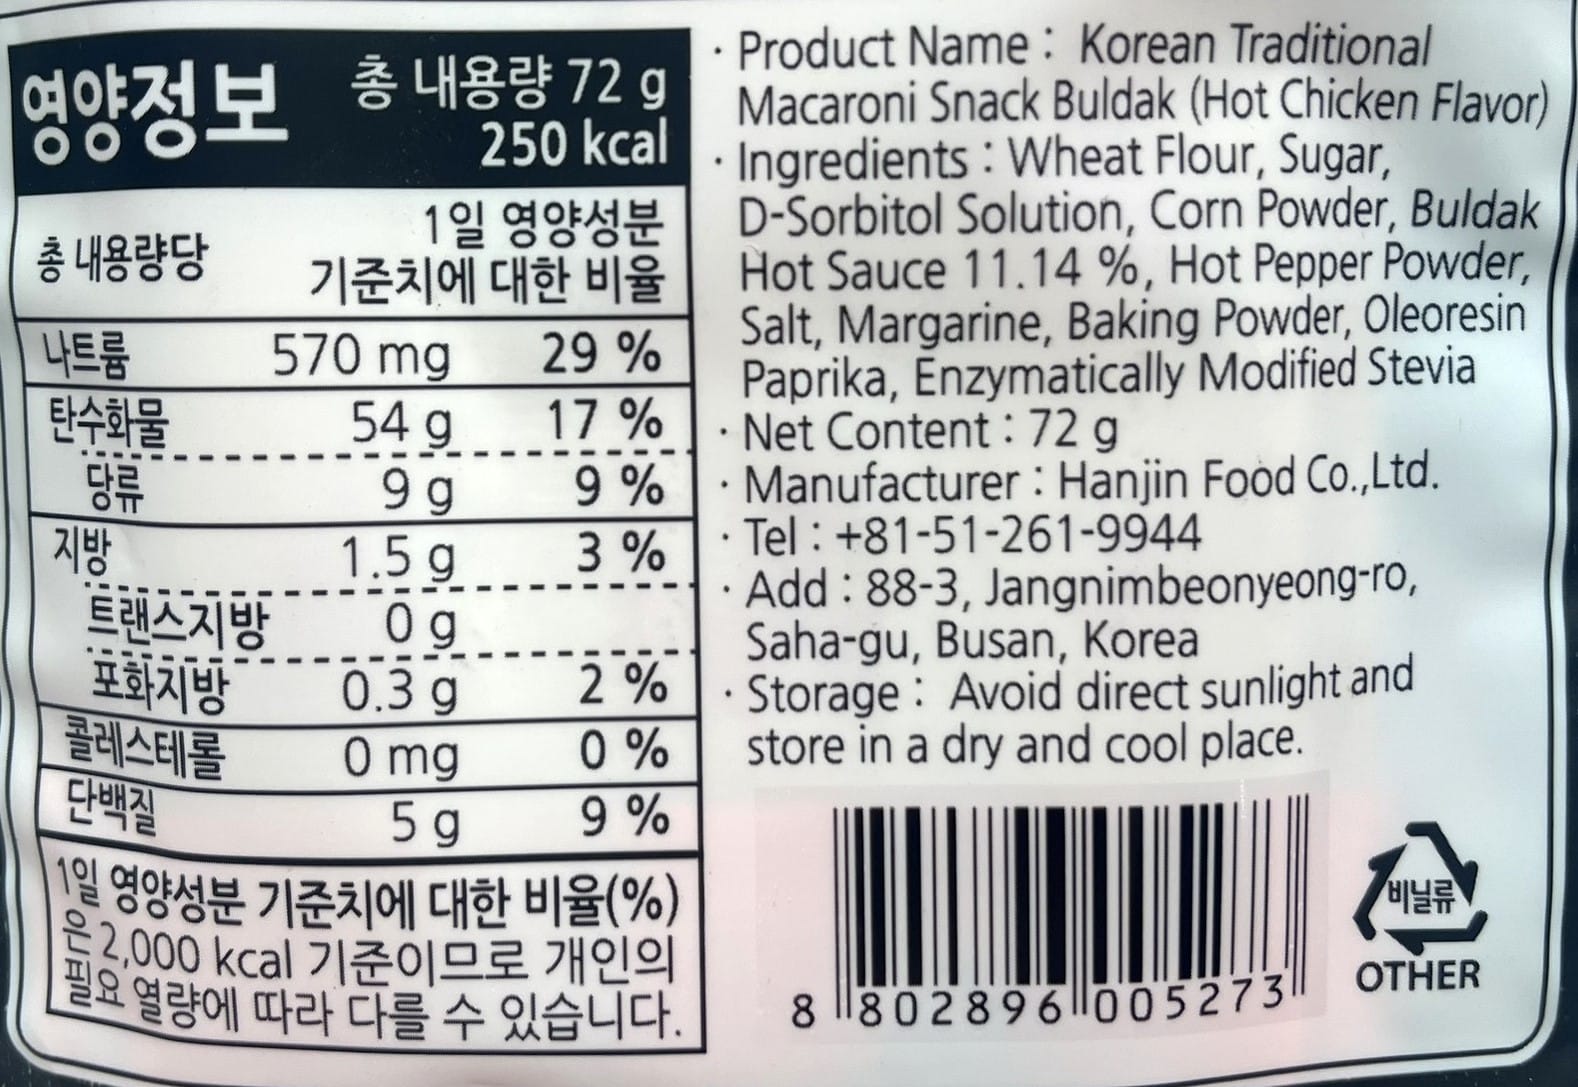 영양정보
총 내용량 72 g
250 kcal
총 내용량당
1일 영양성분
기준치에 대한 비율
나트륨 570 mg 29 %
탄수화물 54 g 17 %
당류 9 g 9 %
지방 1.5 g 3 %
트랜스지방 0 g
포화지방 0.3 g 2 %
콜레스테롤 0 mg 0 %
단백질 5 g 9 %
1일 영양성분 기준치에 대한 비율(%)
은 2,000 kcal 기준이므로 개인의
필요 열량에 따라 다를 수 있습니다.
· Product Name : Korean Traditional
Macaroni Snack Buldak (Hot Chicken Flavor)
· Ingredients : Wheat Flour, Sugar,
D-Sorbitol Solution, Corn Powder, Buldak
Hot Sauce 11.14 %, Hot Pepper Powder,
Salt, Margarine, Baking Powder, Oleoresin
Paprika, Enzymatically Modified Stevia
· Net Content : 72 g
· Manufacturer : Hanjin Food Co.,Ltd.
· Tel : +81-51-261-9944
· Add : 88-3, Jangnimbeonyeong-ro,
Saha-gu, Busan, Korea
· Storage : Avoid direct sunlight and
store in a dry and cool place.
8 802896 005273
비닐류
OTHER